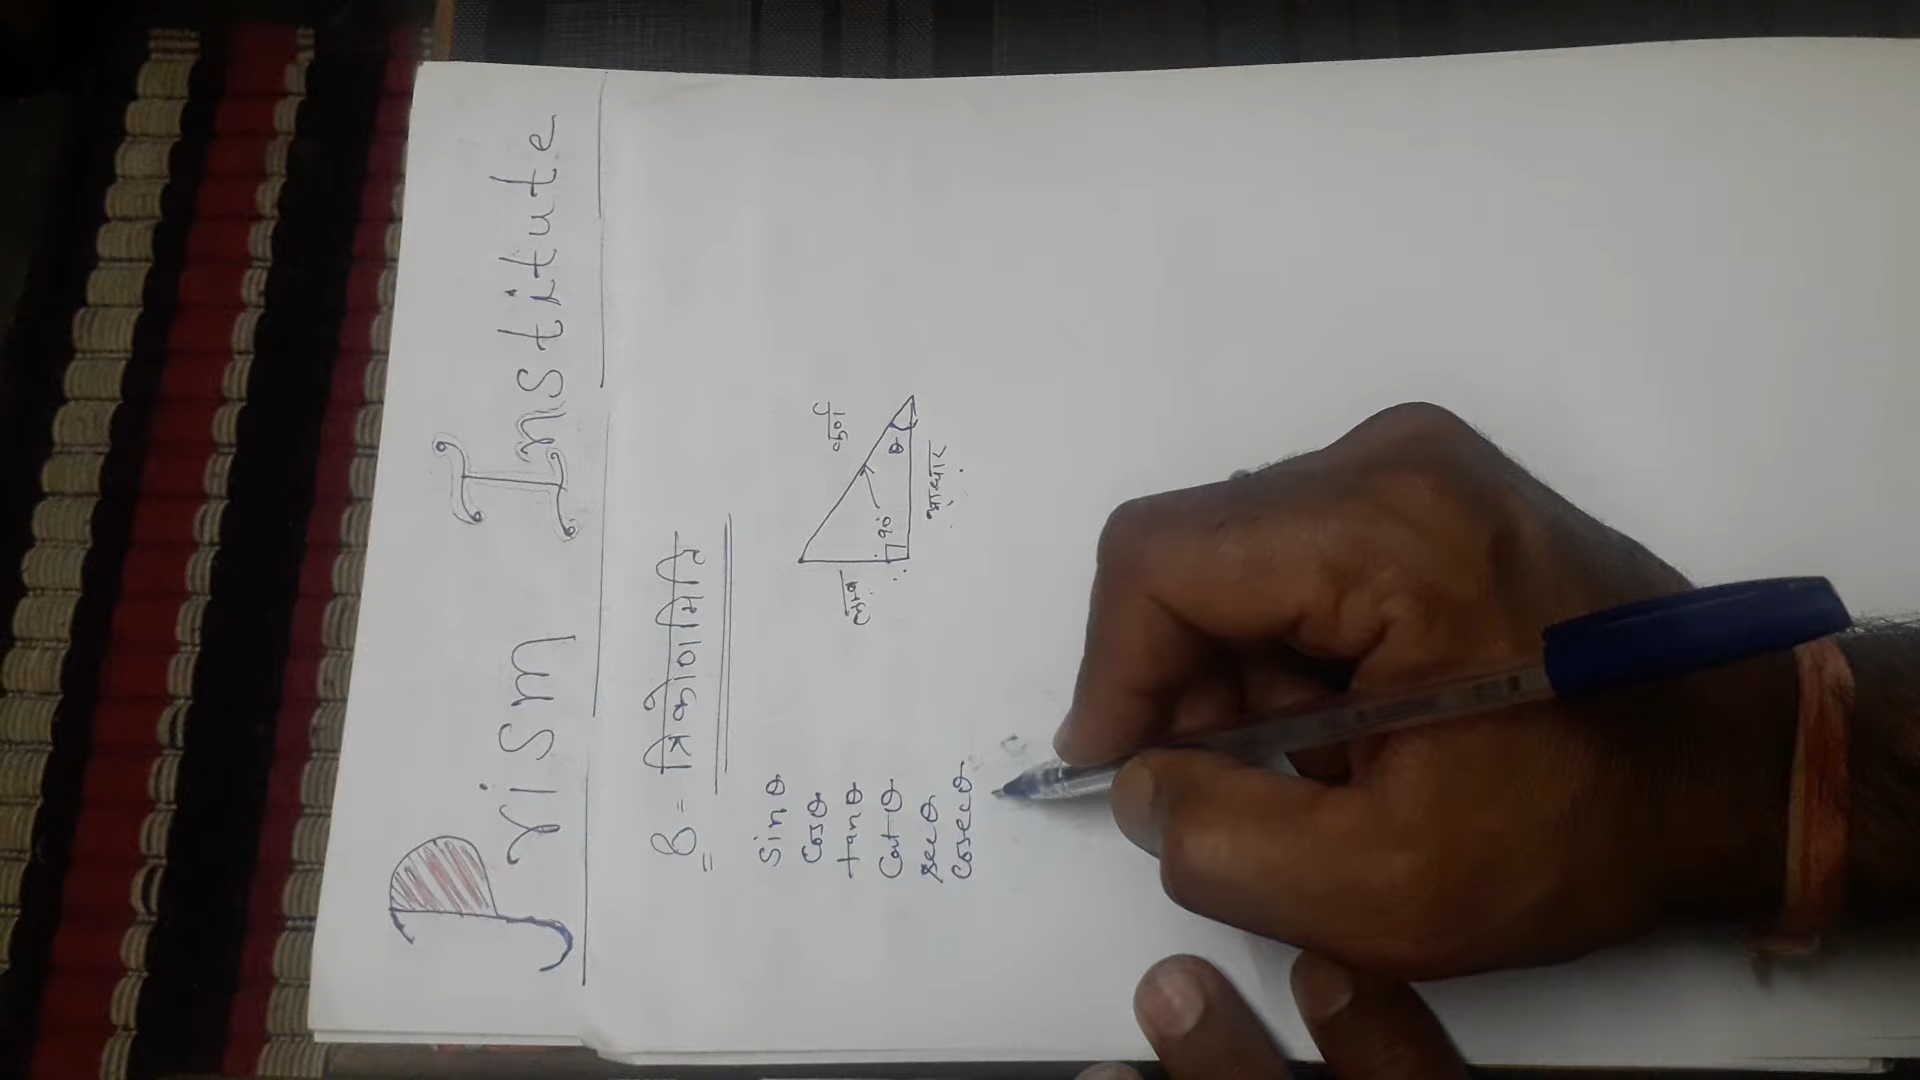 Prism Institute
8 = त्रिकोणमिति
sinθ
cosθ
tanθ
Cotθ
secθ
cosecθ
लम्ब
कर्ण
90°
θ
आधार